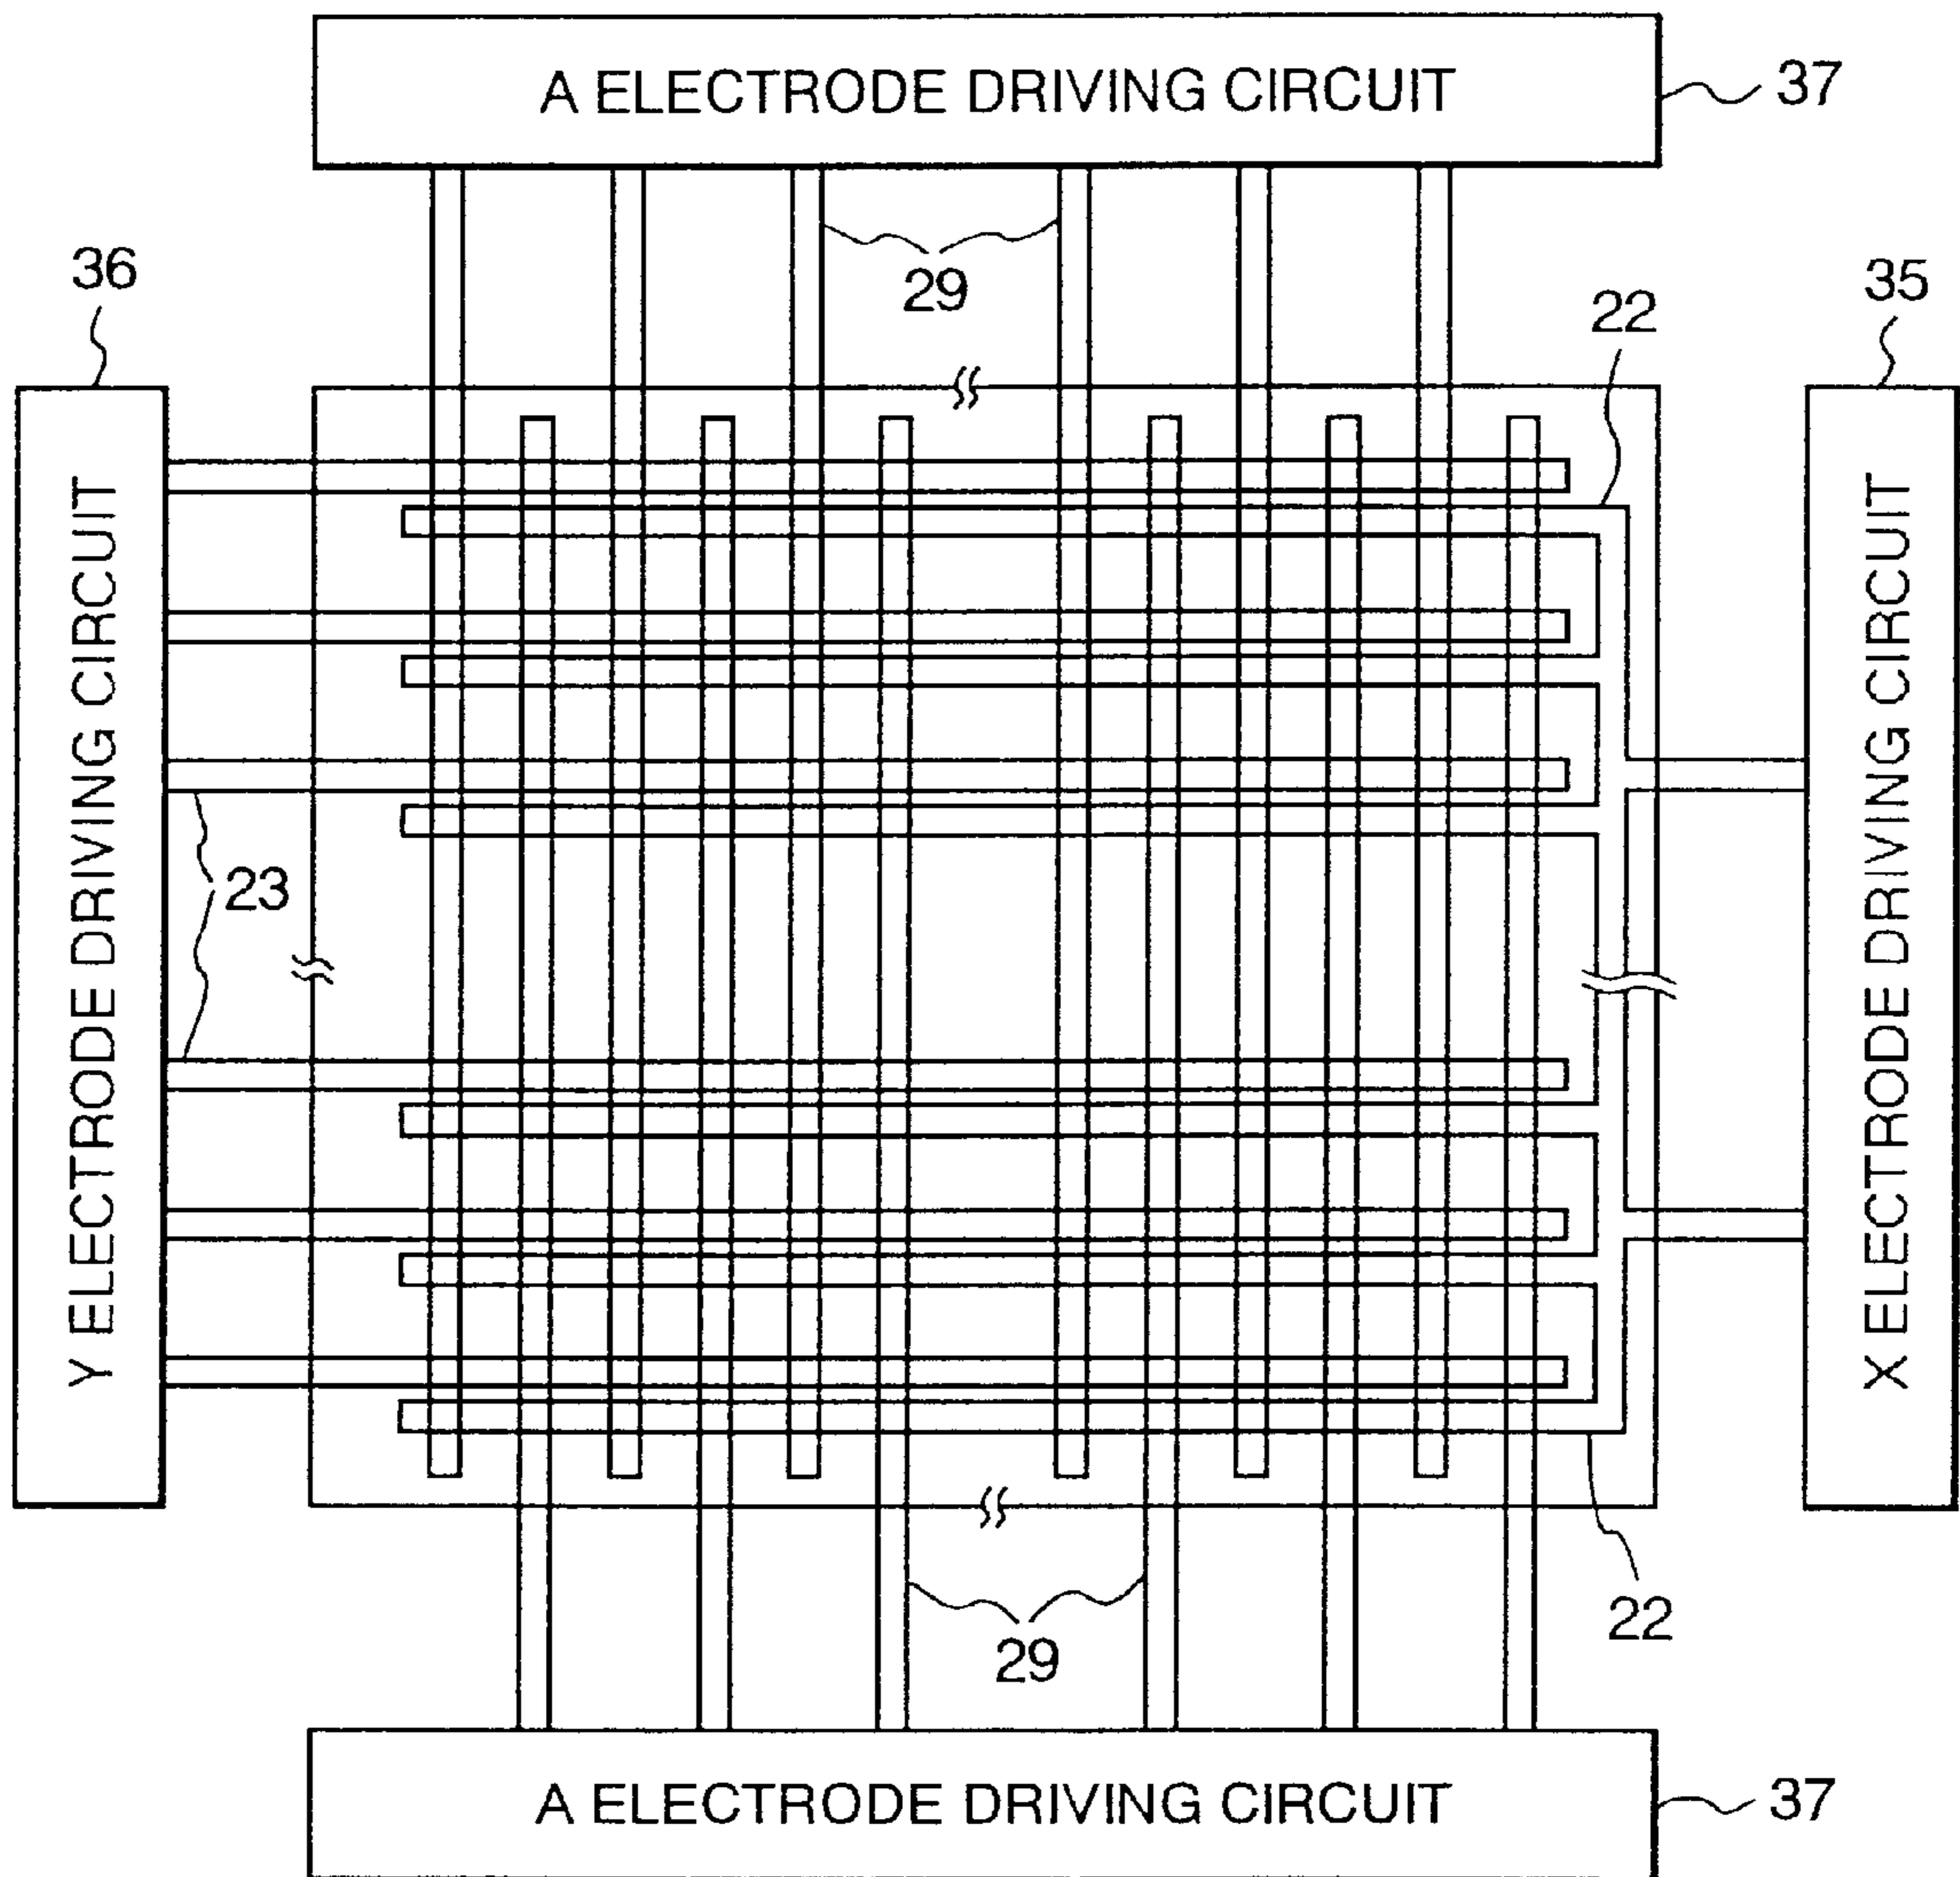 A ELECTRODE DRIVING CIRCUIT
37
29
36
35
22
Y ELECTRODE DRIVING CIRCUIT
X ELECTRODE DRIVING CIRCUIT
23
22
29
A ELECTRODE DRIVING CIRCUIT
37